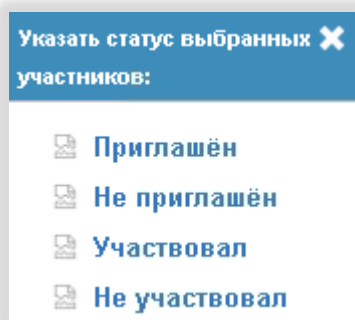 Указать статус выбранных
участников:
Приглашён
Не приглашён
Участвовал
Не участвовал